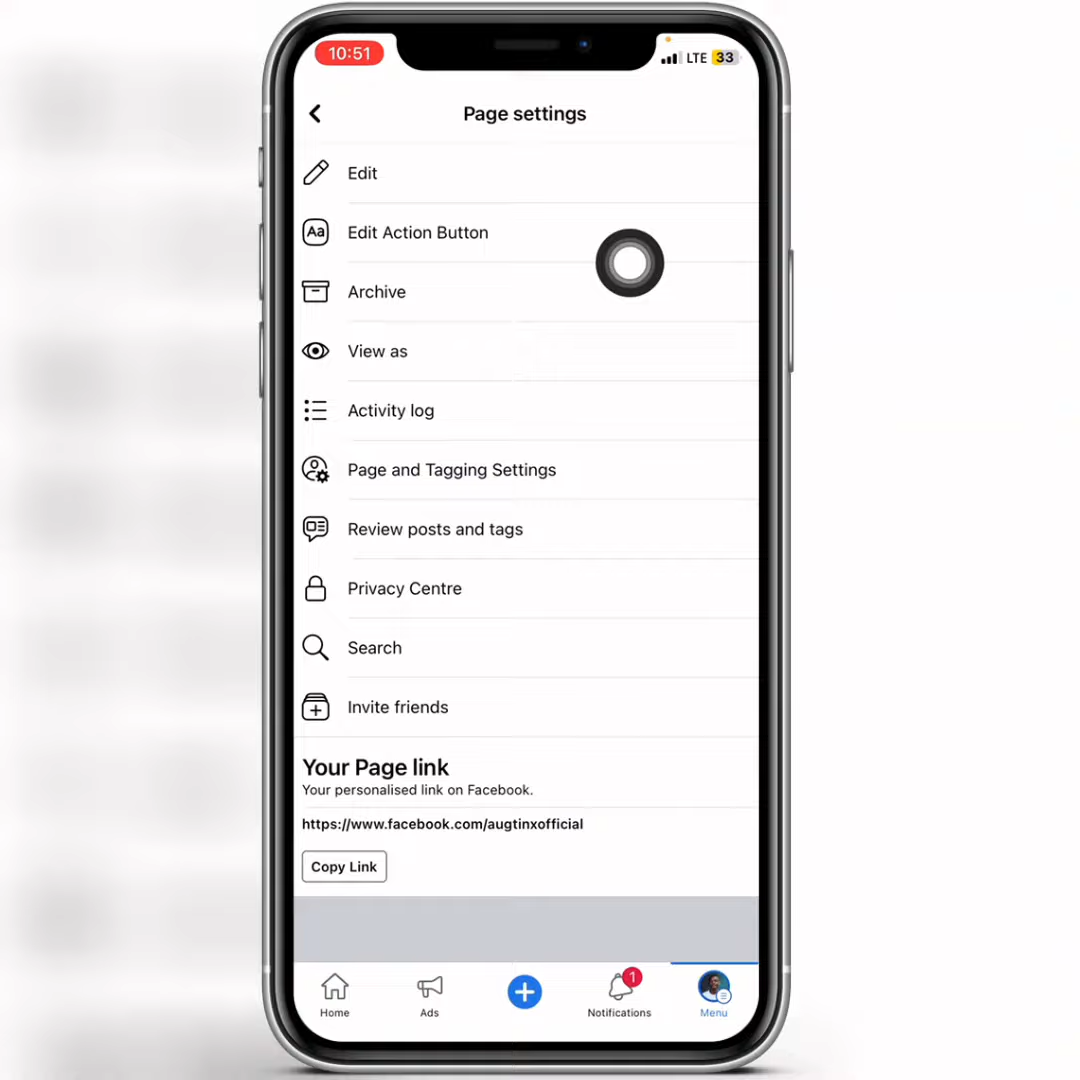 10:51
LTE 33
Page settings
Edit
Aa
Edit Action Button
Archive
View as
Activity log
Page and Tagging Settings
Review posts and tags
Privacy Centre
Search
Invite friends
Your Page link
Your personalised link on Facebook.
https://www.facebook.com/augtinxofficial
Copy Link
1
Home
Ads
Notifications
Menu